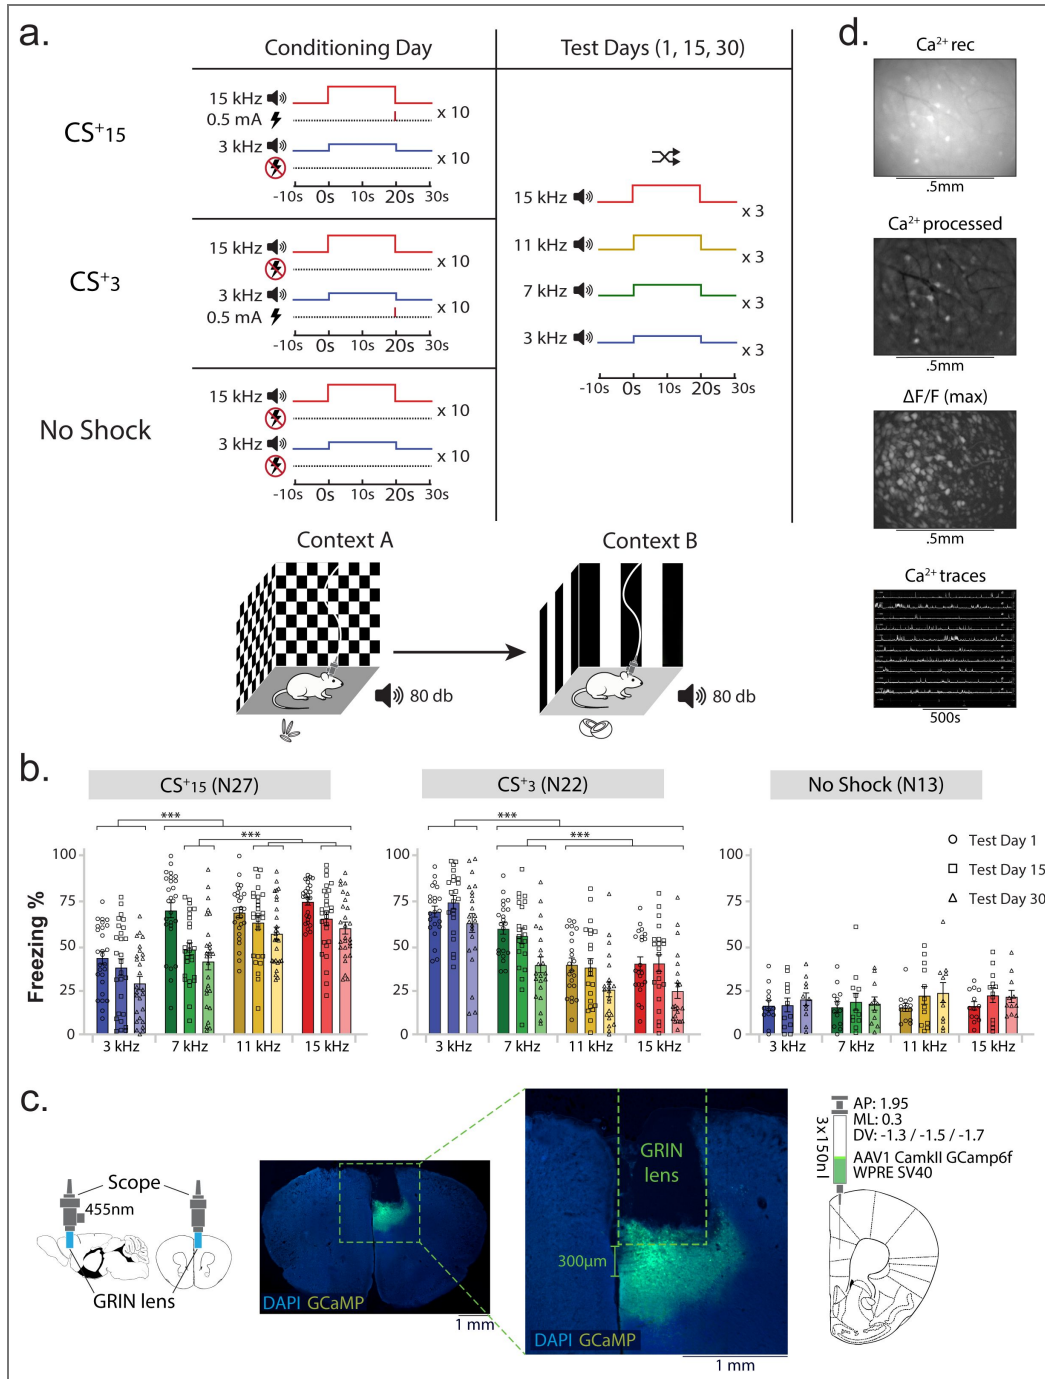 a.
Conditioning Day
Test Days (1, 15, 30)
CS+15
15 kHz
0.5 mA
x 10
3 kHz
x 10
-10s 0s 10s 20s 30s
CS+3
15 kHz
x 10
3 kHz
0.5 mA
x 10
-10s 0s 10s 20s 30s
No Shock
15 kHz
x 10
3 kHz
x 10
-10s 0s 10s 20s 30s
15 kHz
x 3
11 kHz
x 3
7 kHz
x 3
3 kHz
x 3
-10s 0s 10s 20s 30s
Context A
80 db
Context B
80 db
d.
Ca2+ rec
.5mm
Ca2+ processed
.5mm
ΔF/F (max)
.5mm
Ca2+ traces
500s
b.
CS+15 (N27)
CS+3 (N22)
No Shock (N13)
***
***
***
***
Test Day 1
Test Day 15
Test Day 30
Freezing %
100
75
50
25
0
3 kHz 7 kHz 11 kHz 15 kHz
100
75
50
25
0
3 kHz 7 kHz 11 kHz 15 kHz
100
75
50
25
0
3 kHz 7 kHz 11 kHz 15 kHz
c.
Scope
455nm
GRIN lens
DAPI GCaMP
1 mm
GRIN
lens
300μm
DAPI GCaMP
1 mm
3x150nl
AP: 1.95
ML: 0.3
DV: -1.3 / -1.5 / -1.7
AAV1 CamkII GCamp6f
WPRE SV40